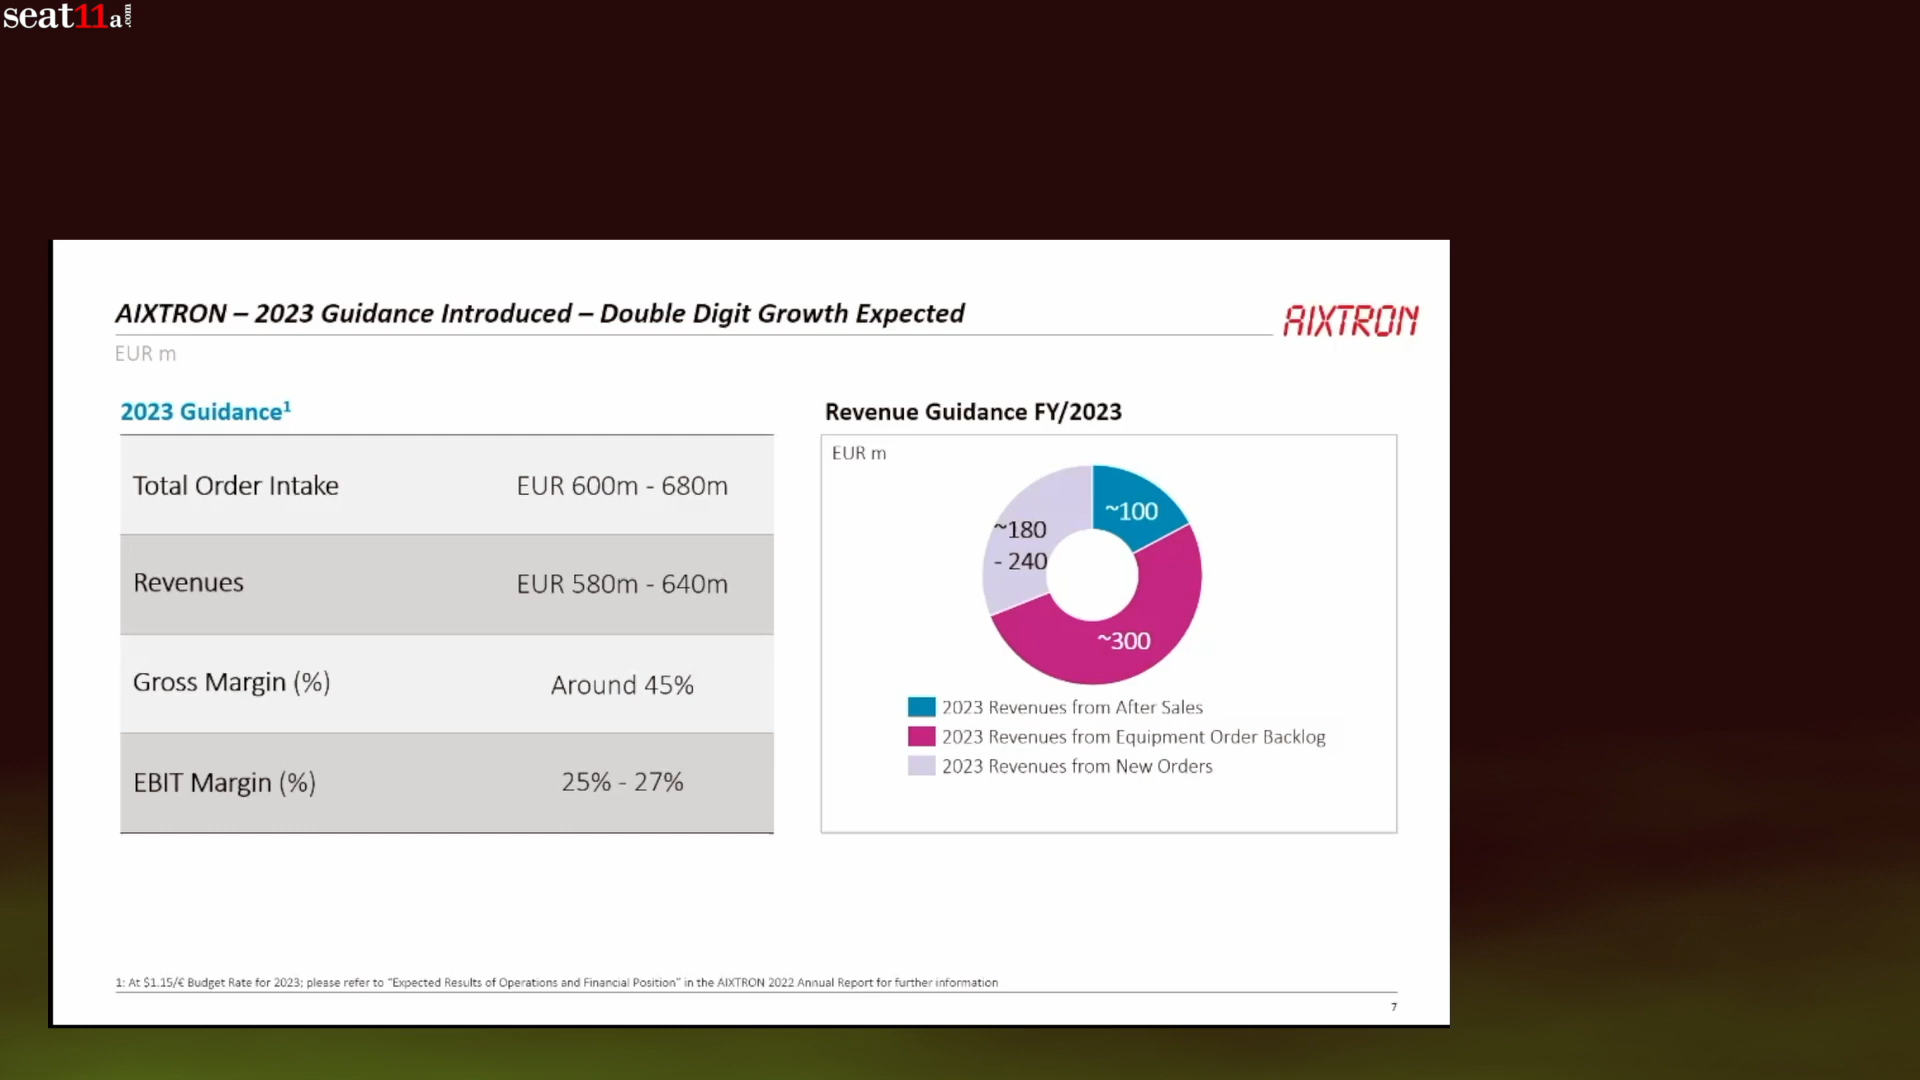 seat11a.com
AIXTRON – 2023 Guidance Introduced – Double Digit Growth Expected
AIXTRON
EUR m
2023 Guidance¹
Total Order Intake EUR 600m - 680m
Revenues EUR 580m - 640m
Gross Margin (%) Around 45%
EBIT Margin (%) 25% - 27%
Revenue Guidance FY/2023
EUR m
~100
~180
- 240
~300
2023 Revenues from After Sales
2023 Revenues from Equipment Order Backlog
2023 Revenues from New Orders
1: At $1.15/€ Budget Rate for 2023; please refer to “Expected Results of Operations and Financial Position” in the AIXTRON 2022 Annual Report for further information
7